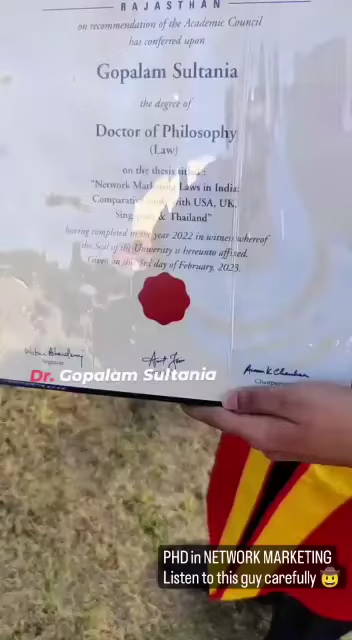 RAJASTHAN
on recommendation of the Academic Council
has conferred upon
Gopalam Sultania
the degree of
Doctor of Philosophy
(Law)
on the thesis titled :
"Network Marketing Laws in India:
Comparative with USA, UK,
& Thailand"
having completed in the year 2022 in witness whereof
the Seal of the University is hereunto affixed.
Given on the 3rd day of February, 2023.
Dr. Gopalam Sultania
PHD in NETWORK MARKETING
Listen to this guy carefully 🤠